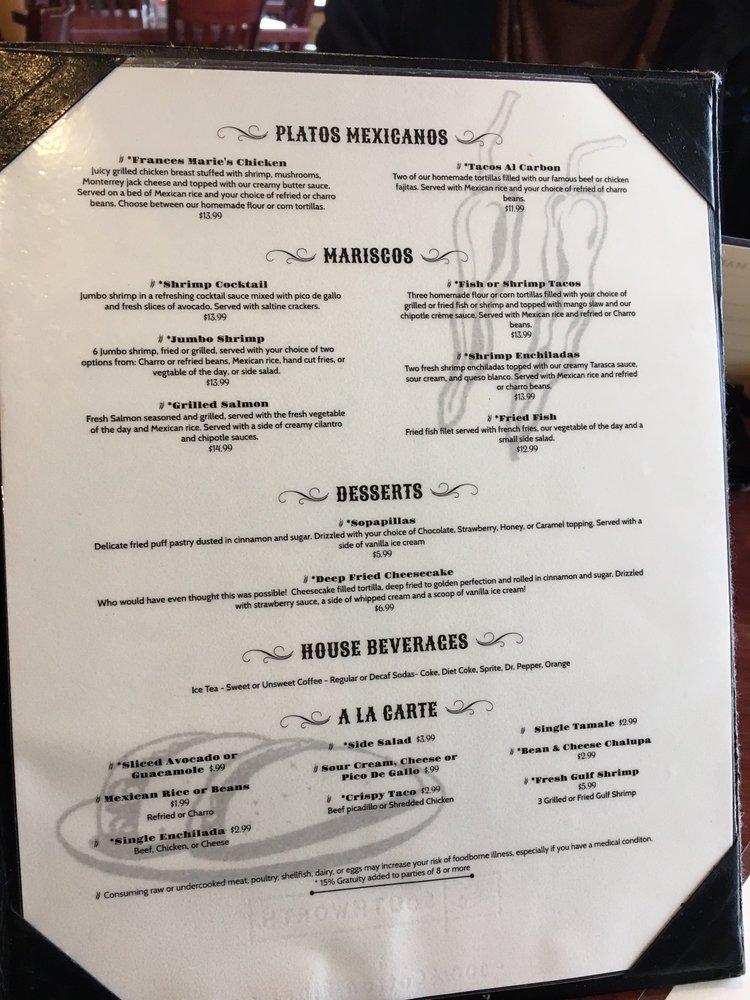 PLATOS MEXICANOS
*Frances Marie's Chicken
Juicy grilled chicken breast stuffed with shrimp, mushrooms,
Monterrey jack cheese and topped with our creamy butter sauce.
Served on a bed of Mexican rice and your choice of refried or charro
beans. Choose between our homemade flour or corn tortillas.
$13.99
*Tacos Al Carbon
Two of our homemade tortillas filled with our famous beef or chicken
fajitas. Served with Mexican rice and your choice of refried of charro
beans.
$11.99
MARISCOS
*Shrimp Cocktail
Jumbo shrimp in a refreshing cocktail sauce mixed with pico de gallo
and fresh slices of avocado. Served with saltine crackers.
$13.99
*Jumbo Shrimp
6 Jumbo shrimp, fried or grilled, served with your choice of two
options from: Charro or refried beans, Mexican rice, hand cut fries, or
vegtable of the day, or side salad.
$13.99
*Grilled Salmon
Fresh Salmon seasoned and grilled, served with the fresh vegetable
of the day and Mexican rice. Served with a side of creamy cilantro
and chipotle sauces.
$14.99
*Fish or Shrimp Tacos
Three homemade flour or corn tortillas filled with your choice of
grilled or fried fish or shrimp and topped with mango slaw and our
chipotle crème sauce. Served with Mexican rice and refried or Charro
beans.
$13.99
*Shrimp Enchiladas
Two fresh shrimp enchiladas topped with our creamy Tarasca sauce,
sour cream, and queso blanco. Served with Mexican rice and refried
or charro beans.
$13.99
*Fried Fish
Fried fish filet served with french fries, our vegetable of the day and a
small side salad.
$12.99
DESSERTS
*Sopapillas
Delicate fried puff pastry dusted in cinnamon and sugar. Drizzled with your choice of Chocolate, Strawberry, Honey, or Caramel topping. Served with a
side of vanilla ice cream
$5.99
*Deep Fried Cheesecake
Who would have even thought this was possible! Cheesecake filled tortilla, deep fried to golden perfection and rolled in cinnamon and sugar. Drizzled
with strawberry sauce, a side of whipped cream and a scoop of vanilla ice cream!
$6.99
HOUSE BEVERAGES
Ice Tea - Sweet or Unsweet Coffee - Regular or Decaf Sodas- Coke, Diet Coke, Sprite, Dr. Pepper, Orange
A LA CARTE
*Sliced Avocado or
Guacamole $.99
Mexican Rice or Beans
$1.99
Refried or Charro
*Single Enchilada $2.99
Beef, Chicken, or Cheese
*Side Salad $3.99
Sour Cream, Cheese or
Pico De Gallo $.99
*Crispy Taco $2.99
Beef picadillo or Shredded Chicken
Single Tamale $2.99
*Bean & Cheese Chalupa
$2.99
*Fresh Gulf Shrimp
$5.99
3 Grilled or Fried Gulf Shrimp
Consuming raw or undercooked meat, poultry, shellfish, dairy, or eggs may increase your risk of foodborne illness, especially if you have a medical conditon.
* 15% Gratuity added to parties of 8 or more
SOUTHWORTH